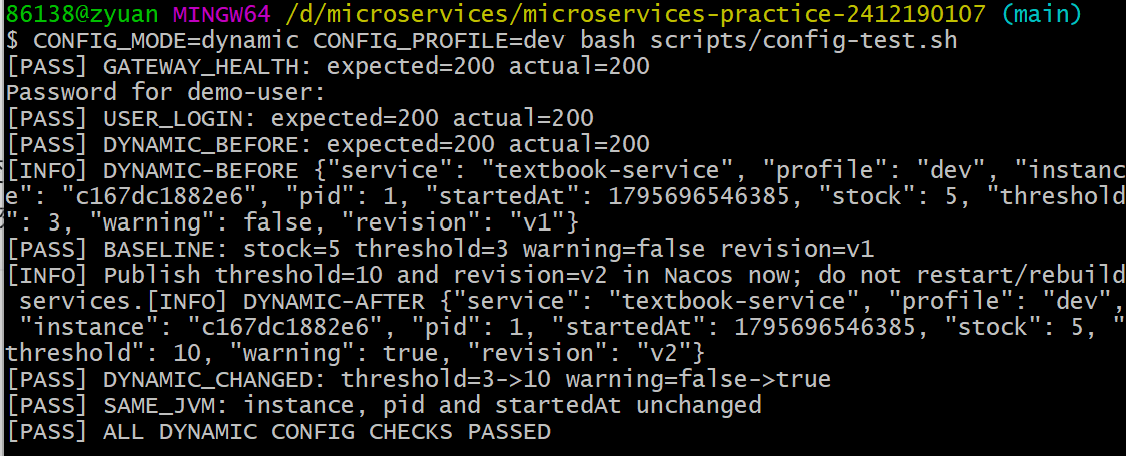 86138@zyuan MINGW64 /d/microservices/microservices-practice-2412190107 (main)
$ CONFIG_MODE=dynamic CONFIG_PROFILE=dev bash scripts/config-test.sh
[PASS] GATEWAY_HEALTH: expected=200 actual=200
Password for demo-user:
[PASS] USER_LOGIN: expected=200 actual=200
[PASS] DYNAMIC_BEFORE: expected=200 actual=200
[INFO] DYNAMIC-BEFORE {"service": "textbook-service", "profile": "dev", "instanc
e": "c167dc1882e6", "pid": 1, "startedAt": 1795696546385, "stock": 5, "threshold
": 3, "warning": false, "revision": "v1"}
[PASS] BASELINE: stock=5 threshold=3 warning=false revision=v1
[INFO] Publish threshold=10 and revision=v2 in Nacos now; do not restart/rebuild
 services.[INFO] DYNAMIC-AFTER {"service": "textbook-service", "profile": "dev",
 "instance": "c167dc1882e6", "pid": 1, "startedAt": 1795696546385, "stock": 5, "
threshold": 10, "warning": true, "revision": "v2"}
[PASS] DYNAMIC_CHANGED: threshold=3->10 warning=false->true
[PASS] SAME_JVM: instance, pid and startedAt unchanged
[PASS] ALL DYNAMIC CONFIG CHECKS PASSED